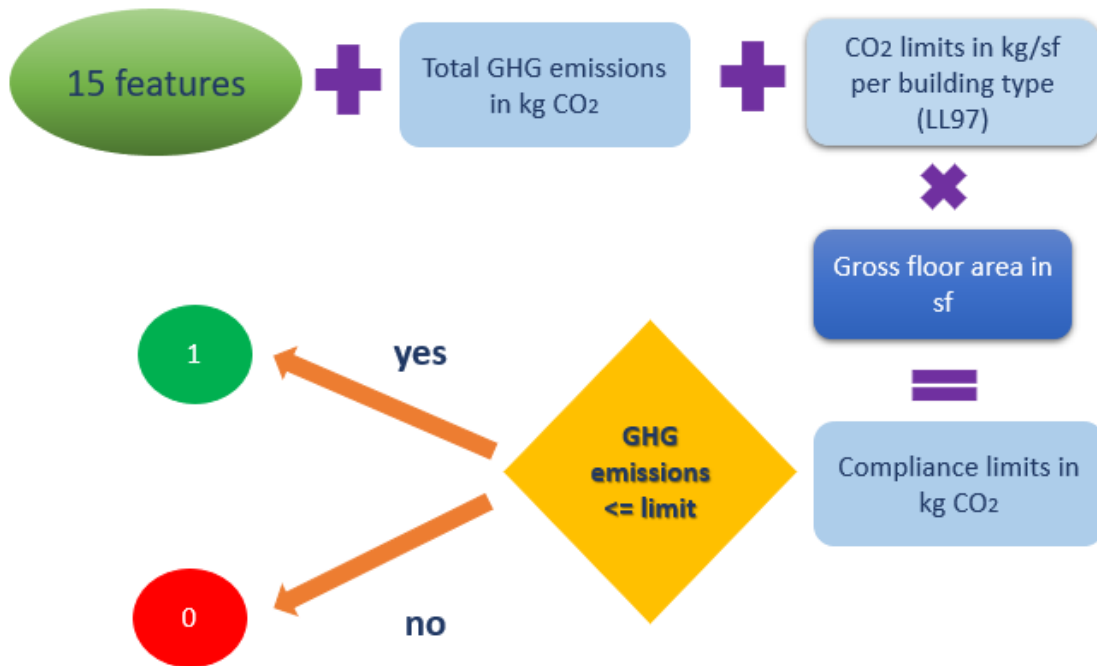 15 features
Total GHG emissions
in kg CO2
CO2 limits in kg/sf
per building type
(LL97)
Gross floor area in
sf
1
yes
GHG
emissions
<= limit
Compliance limits in
kg CO2
0
no